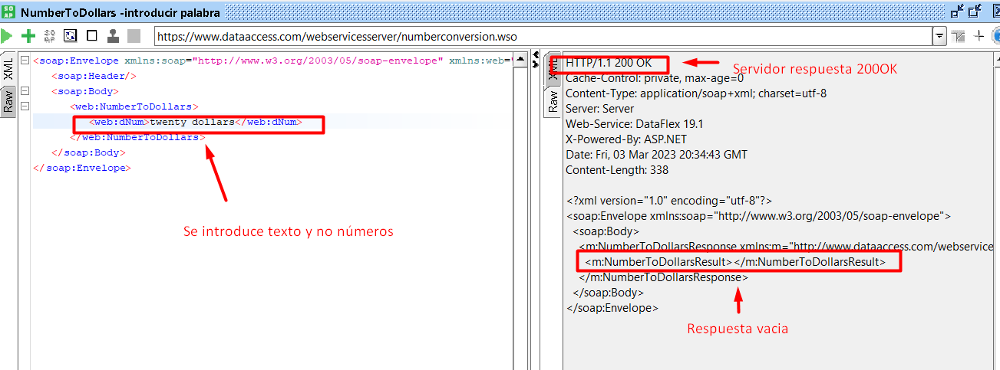 NumberToDollars -introducir palabra
https://www.dataaccess.com/webservicesserver/numberconversion.wso
XML
Raw
<soap:Envelope xmlns:soap="http://www.w3.org/2003/05/soap-envelope" xmlns:web="
<soap:Header/>
<soap:Body>
<web:NumberToDollars>
<web:dNum>twenty dollars</web:dNum>
</web:NumberToDollars>
</soap:Body>
</soap:Envelope>
Se introduce texto y no números
XML
Raw
HTTP/1.1 200 OK
Servidor respuesta 200OK
Cache-Control: private, max-age=0
Content-Type: application/soap+xml; charset=utf-8
Server: Server
Web-Service: DataFlex 19.1
X-Powered-By: ASP.NET
Date: Fri, 03 Mar 2023 20:34:43 GMT
Content-Length: 338
<?xml version="1.0" encoding="utf-8"?>
<soap:Envelope xmlns:soap="http://www.w3.org/2003/05/soap-envelope">
<soap:Body>
<m:NumberToDollarsResponse xmlns:m="http://www.dataaccess.com/webservice
<m:NumberToDollarsResult></m:NumberToDollarsResult>
</m:NumberToDollarsResponse>
</soap:Body>
</soap:Envelope>
Respuesta vacia